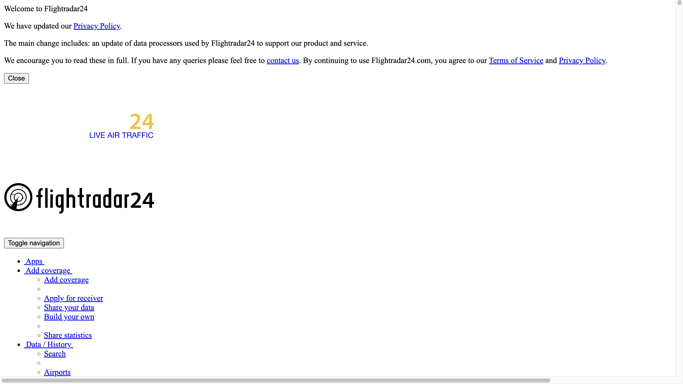 Welcome to Flightradar24
We have updated our Privacy Policy.
The main change includes: an update of data processors used by Flightradar24 to support our product and service.
We encourage you to read these in full. If you have any queries please feel free to contact us. By continuing to use Flightradar24.com, you agree to our Terms of Service and Privacy Policy.
Close
24
LIVE AIR TRAFFIC
flightradar24
Toggle navigation
Apps
Add coverage
Add coverage
Apply for receiver
Share your data
Build your own
Share statistics
Data / History
Search
Airports